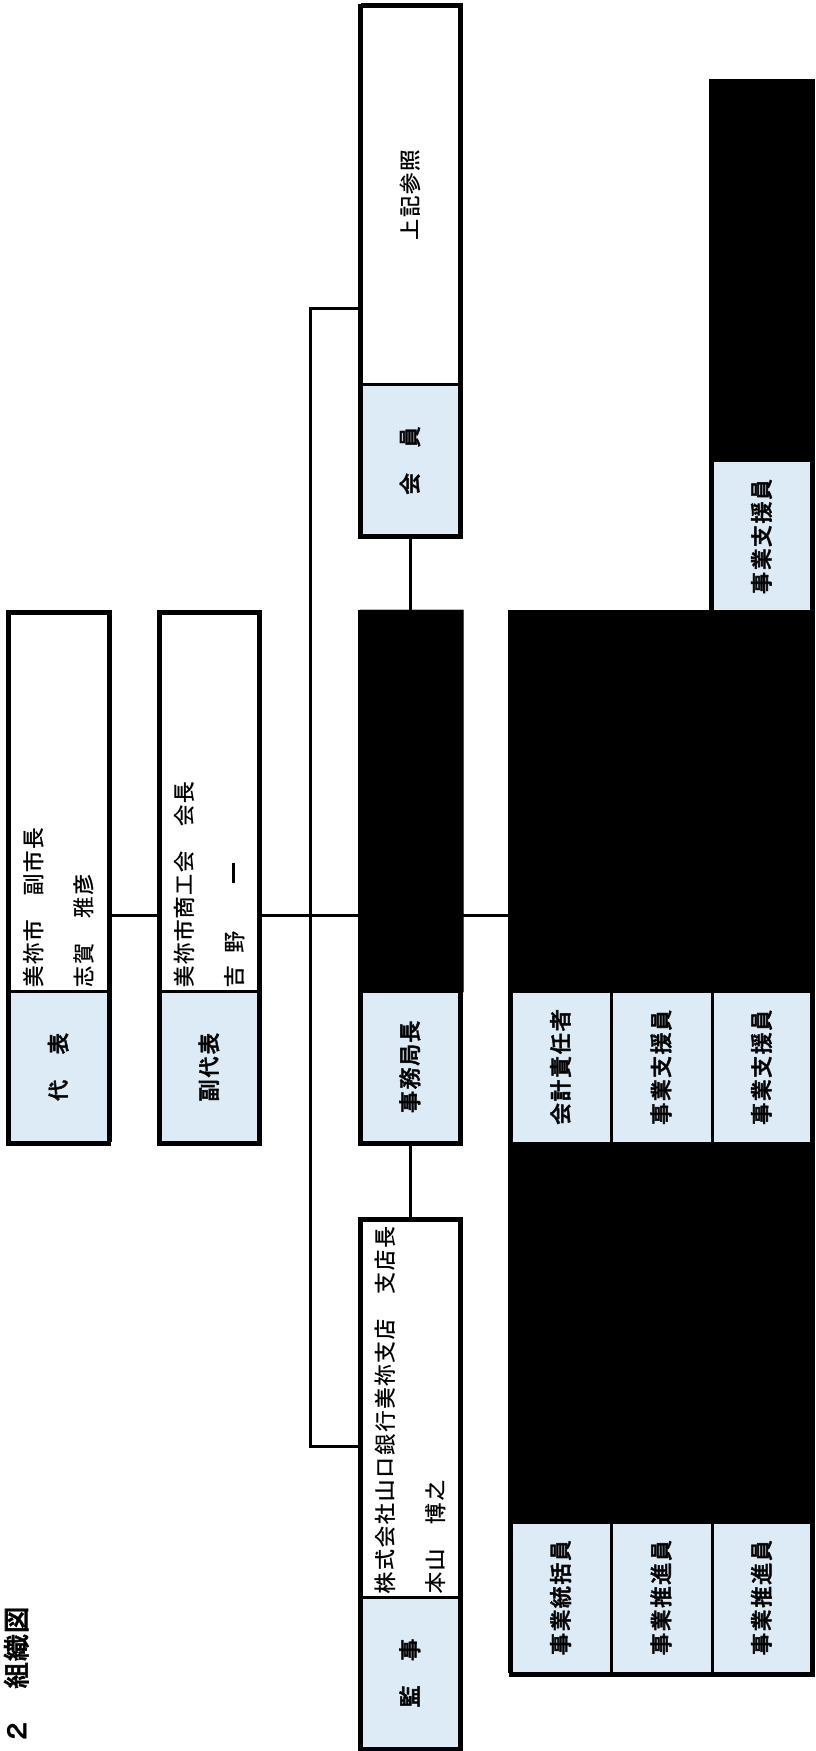 ２　組織図
代　表
美祢市　副市長
志賀　雅彦
副代表
美祢市商工会　会長
吉野　一
監　事
株式会社山口銀行美祢支店　支店長
本山　博之
事務局長
会　員
上記参照
事業統括員
会計責任者
事業推進員
事業支援員
事業推進員
事業支援員
事業支援員